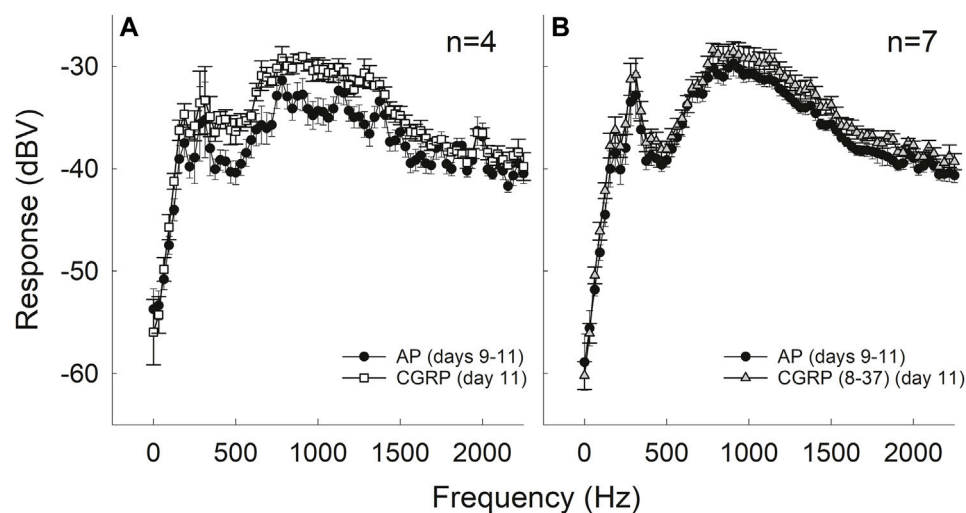 A
n=4
B
n=7
-30
-40
-50
-60
Response (dBV)
AP (days 9-11)
CGRP (day 11)
AP (days 9-11)
CGRP (8-37) (day 11)
0
500
1000
1500
2000
0
500
1000
1500
2000
Frequency (Hz)